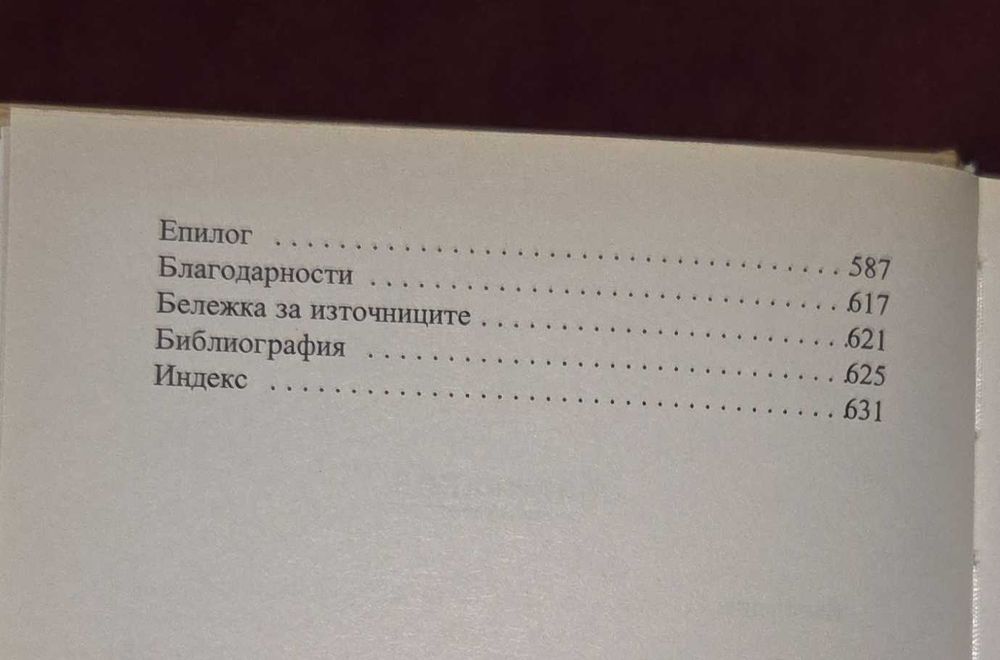 Епилог ........................................ 587
Благодарности ................................. 617
Бележка за източниците ........................ 621
Библиография .................................. 625
Индекс ........................................ 631